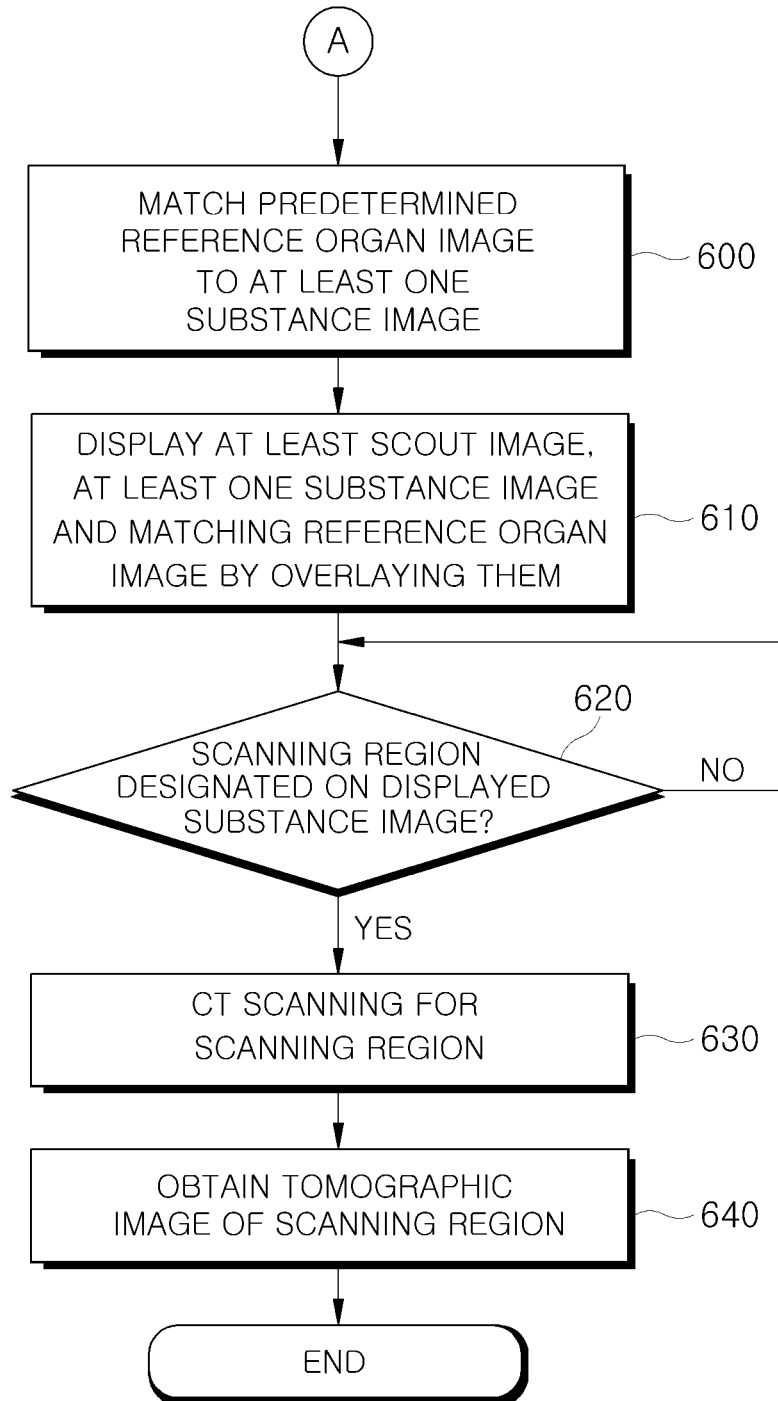 A
MATCH PREDETERMINED
REFERENCE ORGAN IMAGE
TO AT LEAST ONE
SUBSTANCE IMAGE
600
DISPLAY AT LEAST SCOUT IMAGE,
AT LEAST ONE SUBSTANCE IMAGE
AND MATCHING REFERENCE ORGAN
IMAGE BY OVERLAYING THEM
610
620
SCANNING REGION
DESIGNATED ON DISPLAYED
SUBSTANCE IMAGE?
NO
YES
CT SCANNING FOR
SCANNING REGION
630
OBTAIN TOMOGRAPHIC
IMAGE OF SCANNING REGION
640
END